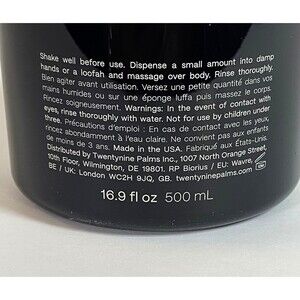 Shake well before use. Dispense a small amount into damp
hands or a loofah and massage over body. Rinse thoroughly.
Bien agiter avant utilisation. Versez une petite quantité dans vos
mains humides ou sur une éponge luffa puis massez le corps.
Rincez soigneusement. Warnings: In the event of contact with
eyes, rinse thoroughly with water. Not for use by children under
three. Précautions d'emploi : En cas de contact avec les yeux,
rincez abondamment à l'eau claire. Ne convient pas aux enfants
de moins de 3 ans. Made in the USA. Fabriqué aux États-Unis.
Distributed by Twentynine Palms Inc., 1007 North Orange Street,
10th Floor, Wilmington, DE 19801. RP Biorius / EU: Wavre,
BE / UK: London WC2H 9JQ, GB. twentyninepalms.com
16.9 fl oz 500 mL